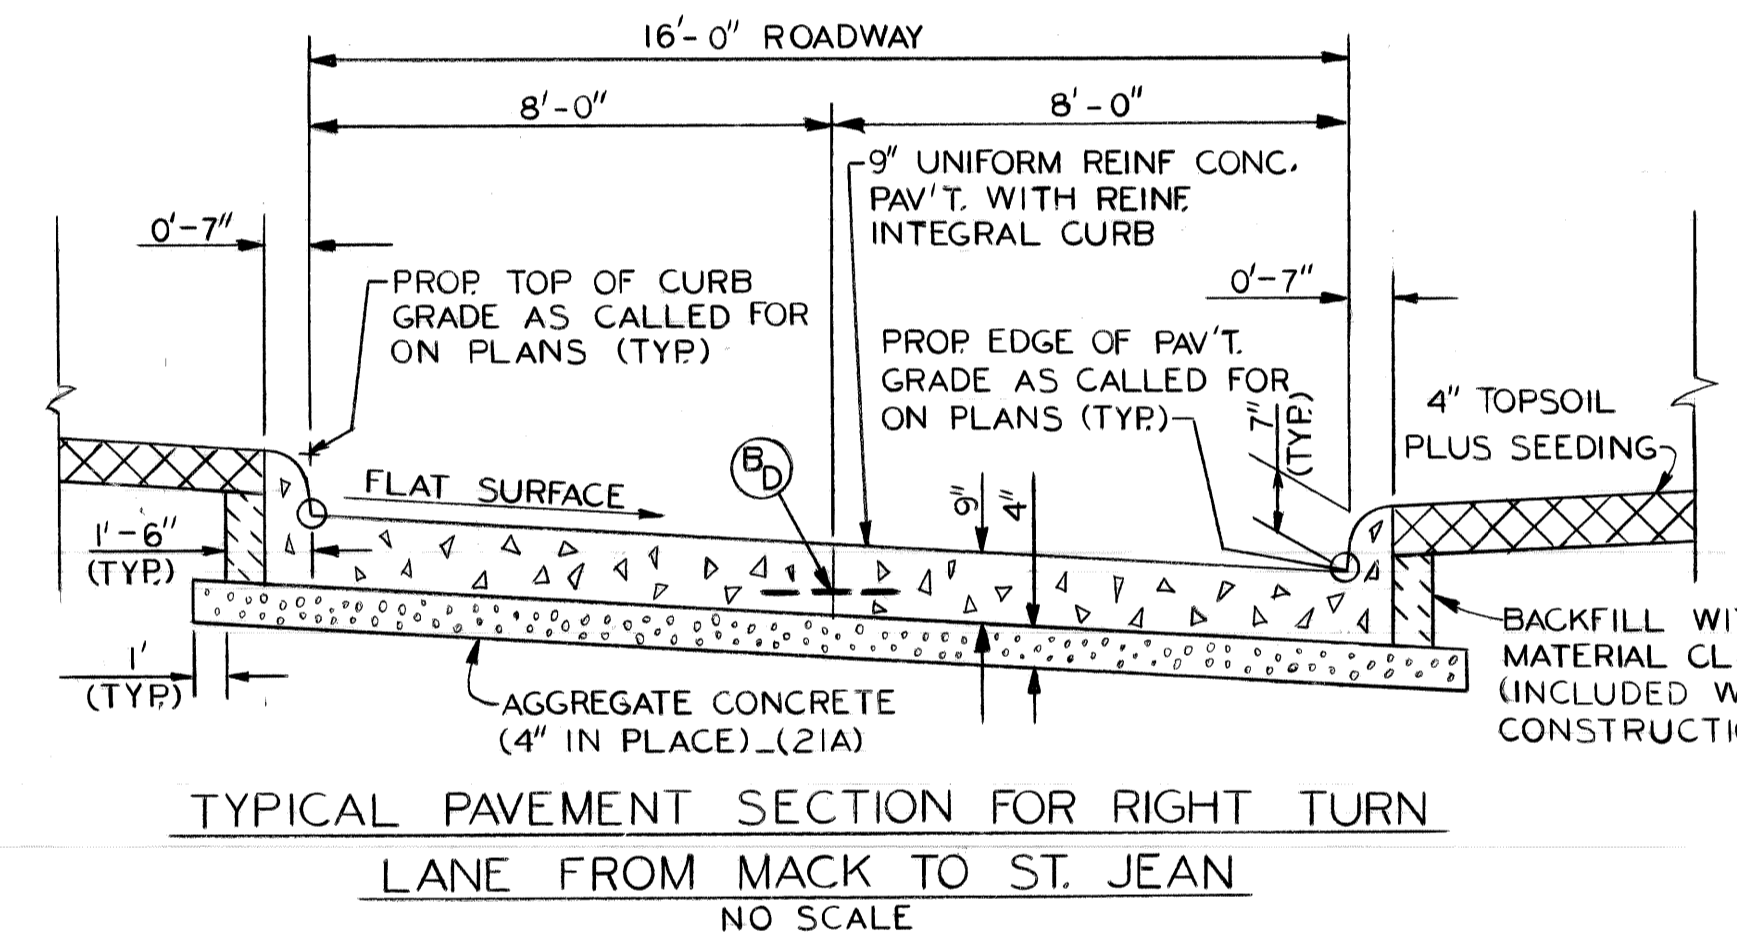 16'-0" ROADWAY
8'-0"
8'-0"
9" UNIFORM REINF CONC.
PAV'T. WITH REINF.
INTEGRAL CURB
0'-7"
0'-7"
PROP. TOP OF CURB
GRADE AS CALLED FOR
ON PLANS (TYP.)
PROP. EDGE OF PAV'T.
GRADE AS CALLED FOR
ON PLANS (TYP.)
7"
(TYP.)
4" TOPSOIL
PLUS SEEDING
BD
FLAT SURFACE
9"
4"
1'-6"
(TYP.)
1'
(TYP.)
AGGREGATE CONCRETE
(4" IN PLACE)_(21A)
BACKFILL
MATERIAL
(INCLUDED
TYPICAL PAVEMENT SECTION FOR RIGHT TURN
LANE FROM MACK TO ST. JEAN
NO SCALE